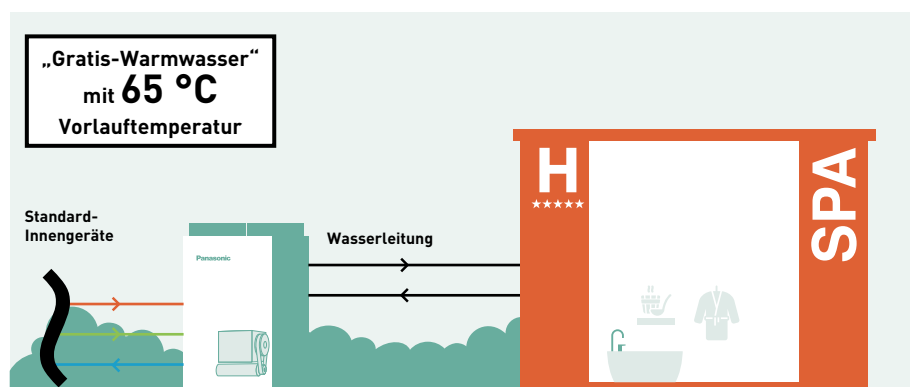 „Gratis-Warmwasser“
mit 65 °C
Vorlauftemperatur
Standard-
Innengeräte
Panasonic
Wasserleitung
H
SPA